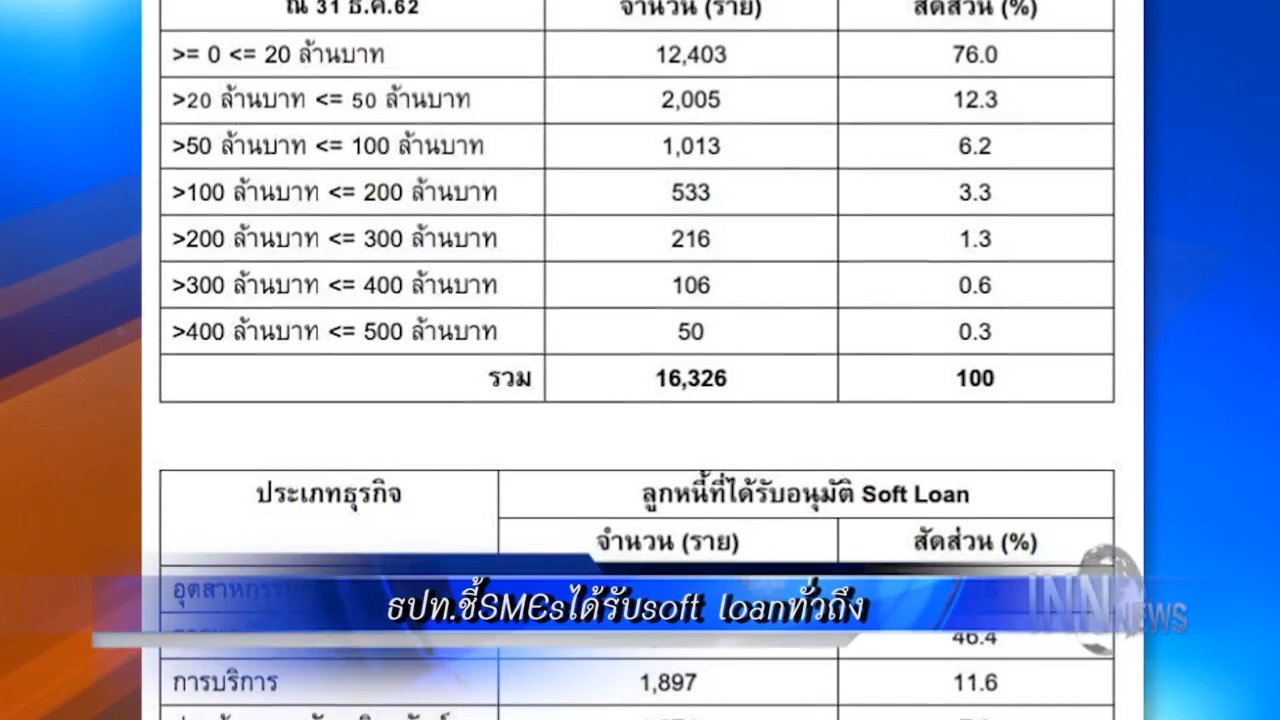 ณ 31 ธ.ค.62 จำนวน (ราย) สัดส่วน (%)
>= 0 <= 20 ล้านบาท 12,403 76.0
>20 ล้านบาท <= 50 ล้านบาท 2,005 12.3
>50 ล้านบาท <= 100 ล้านบาท 1,013 6.2
>100 ล้านบาท <= 200 ล้านบาท 533 3.3
>200 ล้านบาท <= 300 ล้านบาท 216 1.3
>300 ล้านบาท <= 400 ล้านบาท 106 0.6
>400 ล้านบาท <= 500 ล้านบาท 50 0.3
รวม 16,326 100
ประเภทธุรกิจ ลูกหนี้ที่ได้รับอนุมัติ Soft Loan
จำนวน (ราย) สัดส่วน (%)
ธปท.ชี้SMEsได้รับsoft loanทั่วถึง
INN NEWS
46.4
การบริการ 1,897 11.6